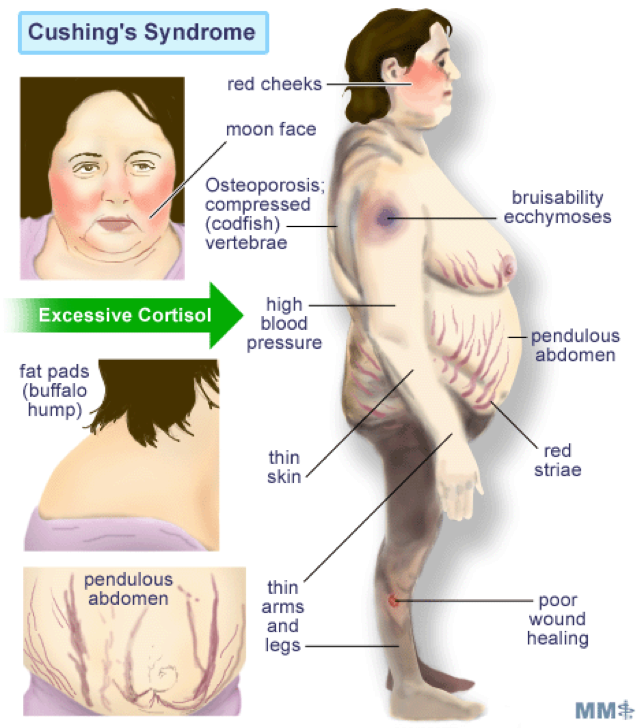 Cushing's Syndrome
red cheeks
moon face
Osteoporosis;
compressed
(codfish)
vertebrae
bruisability
ecchymoses
Excessive Cortisol
high
blood
pressure
pendulous
abdomen
fat pads
(buffalo
hump)
thin
skin
red
striae
pendulous
abdomen
thin
arms
and
legs
poor
wound
healing
MM